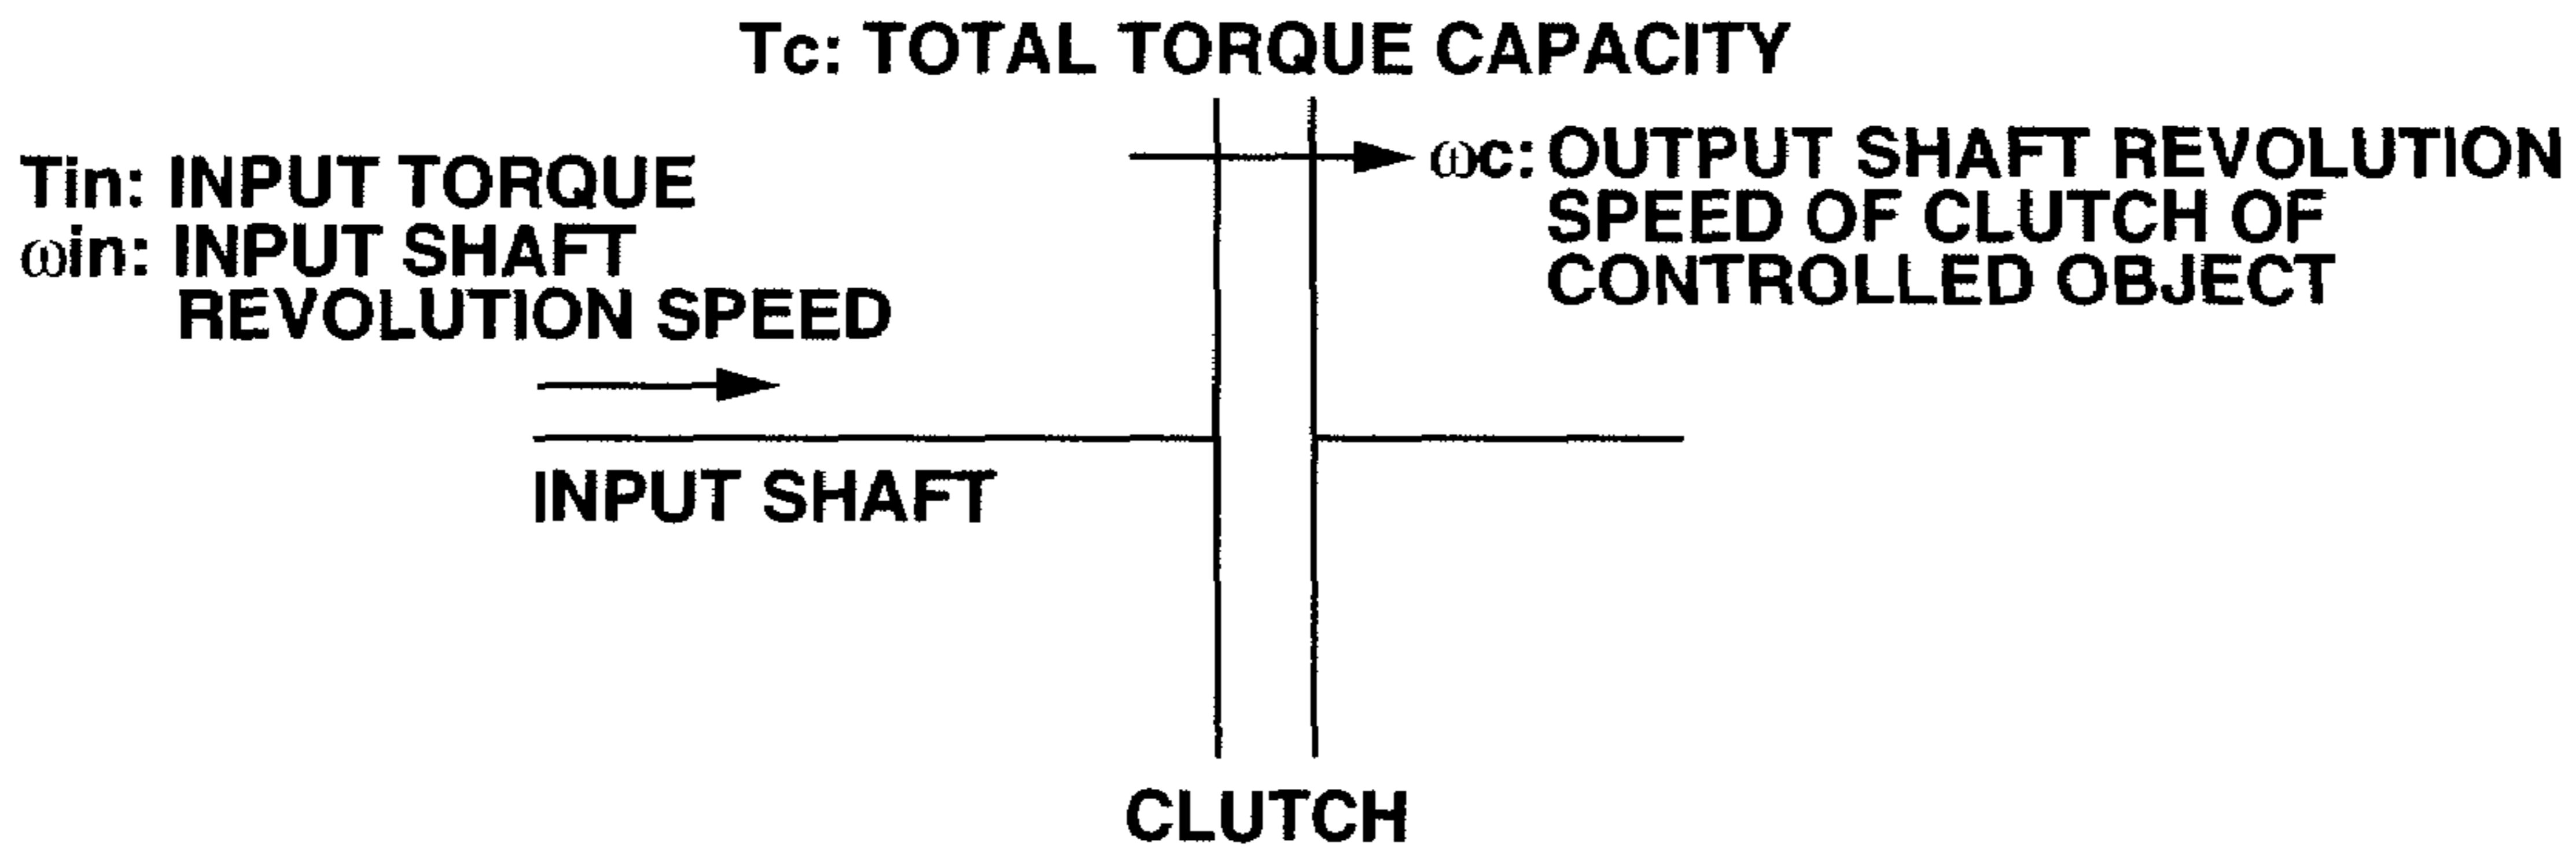 Tc: TOTAL TORQUE CAPACITY
Tin: INPUT TORQUE
ωin: INPUT SHAFT
REVOLUTION SPEED
ωc: OUTPUT SHAFT REVOLUTION
SPEED OF CLUTCH OF
CONTROLLED OBJECT
INPUT SHAFT
CLUTCH